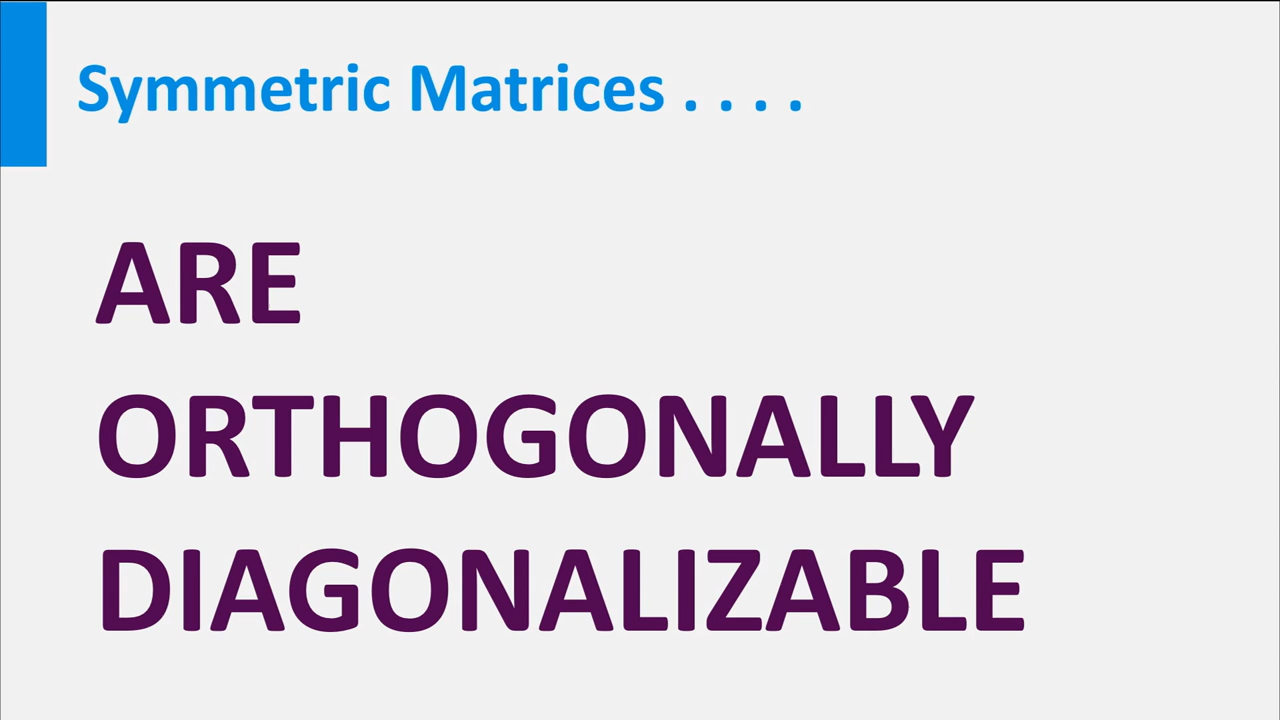 Symmetric Matrices . . . .
ARE
ORTHOGONALLY
DIAGONALIZABLE